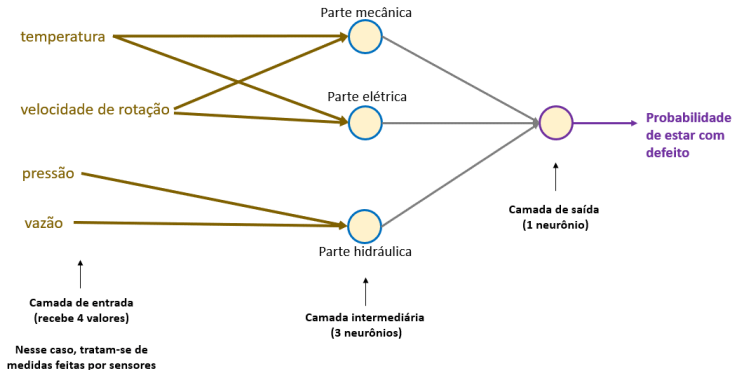 Parte mecânica
temperatura
Parte elétrica
velocidade de rotação
Probabilidade
de estar com
defeito
pressão
vazão
Camada de saída
(1 neurônio)
Parte hidráulica
Camada de entrada
(recebe 4 valores)
Camada intermediária
(3 neurônios)
Nesse caso, tratam-se de
medidas feitas por sensores